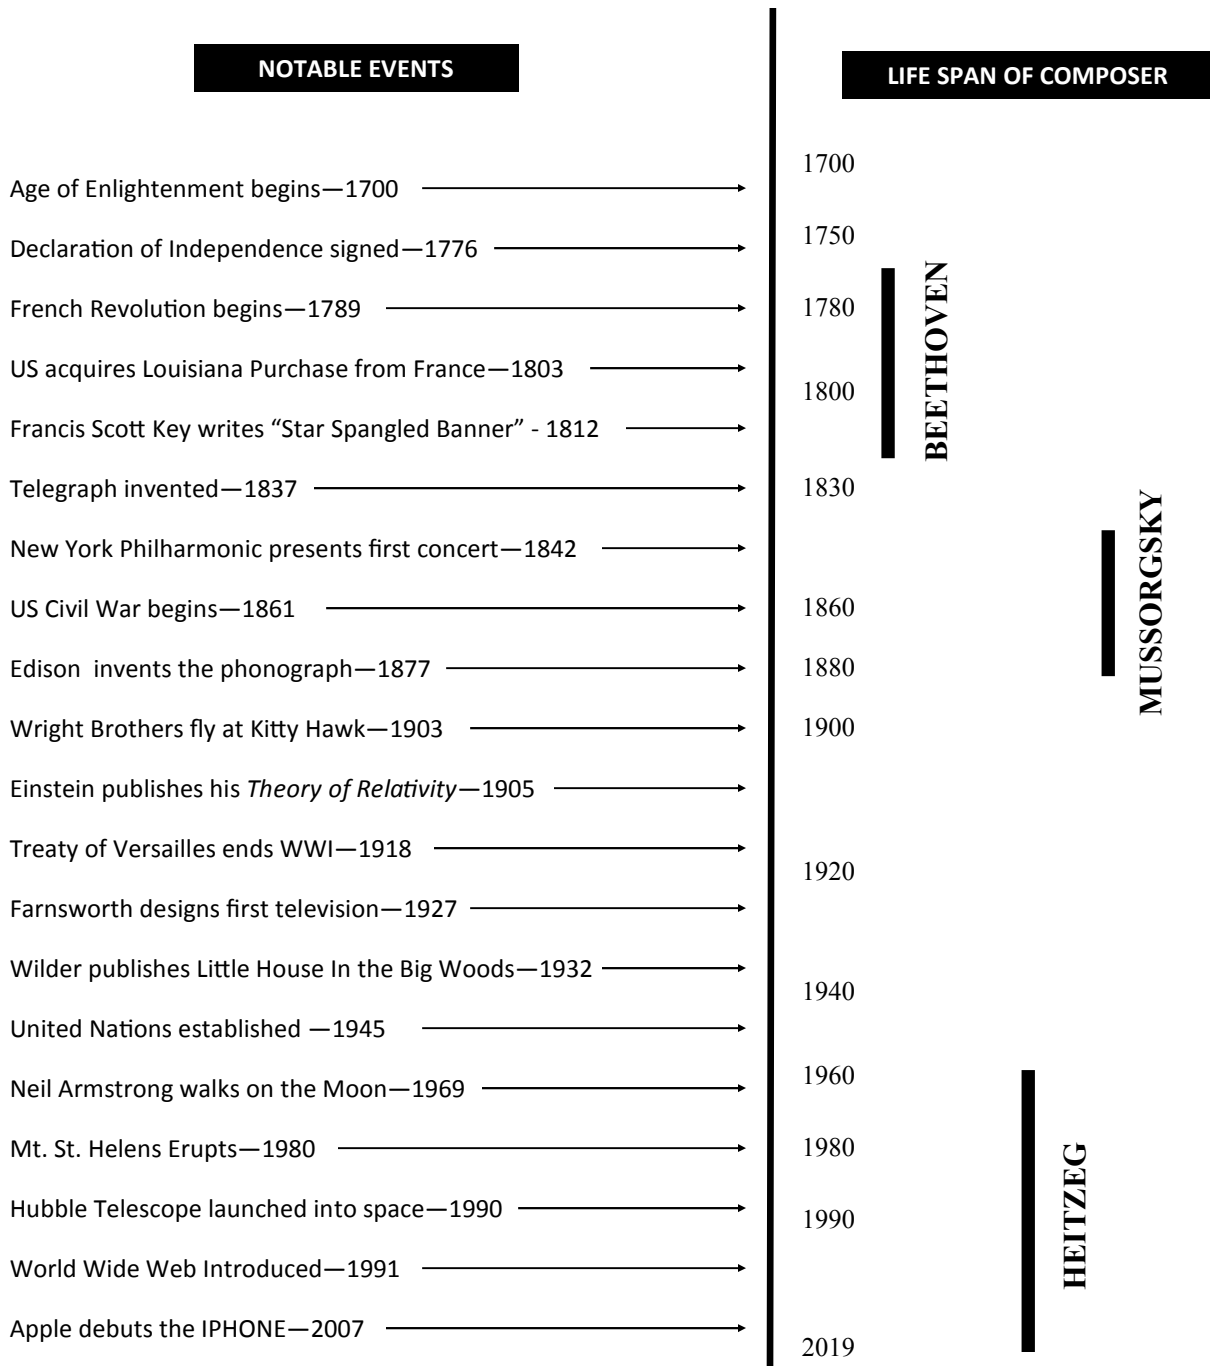 NOTABLE EVENTS
LIFE SPAN OF COMPOSER
Age of Enlightenment begins—1700
Declaration of Independence signed—1776
French Revolution begins—1789
US acquires Louisiana Purchase from France—1803
Francis Scott Key writes “Star Spangled Banner” - 1812
Telegraph invented—1837
New York Philharmonic presents first concert—1842
US Civil War begins—1861
Edison  invents the phonograph—1877
Wright Brothers fly at Kitty Hawk—1903
Einstein publishes his Theory of Relativity—1905
Treaty of Versailles ends WWI—1918
Farnsworth designs first television—1927
Wilder publishes Little House In the Big Woods—1932
United Nations established —1945
Neil Armstrong walks on the Moon—1969
Mt. St. Helens Erupts—1980
Hubble Telescope launched into space—1990
World Wide Web Introduced—1991
Apple debuts the IPHONE—2007
1700
1750
1780
1800
1830
1860
1880
1900
1920
1940
1960
1980
1990
2019
BEETHOVEN
MUSSORGSKY
HEITZEG